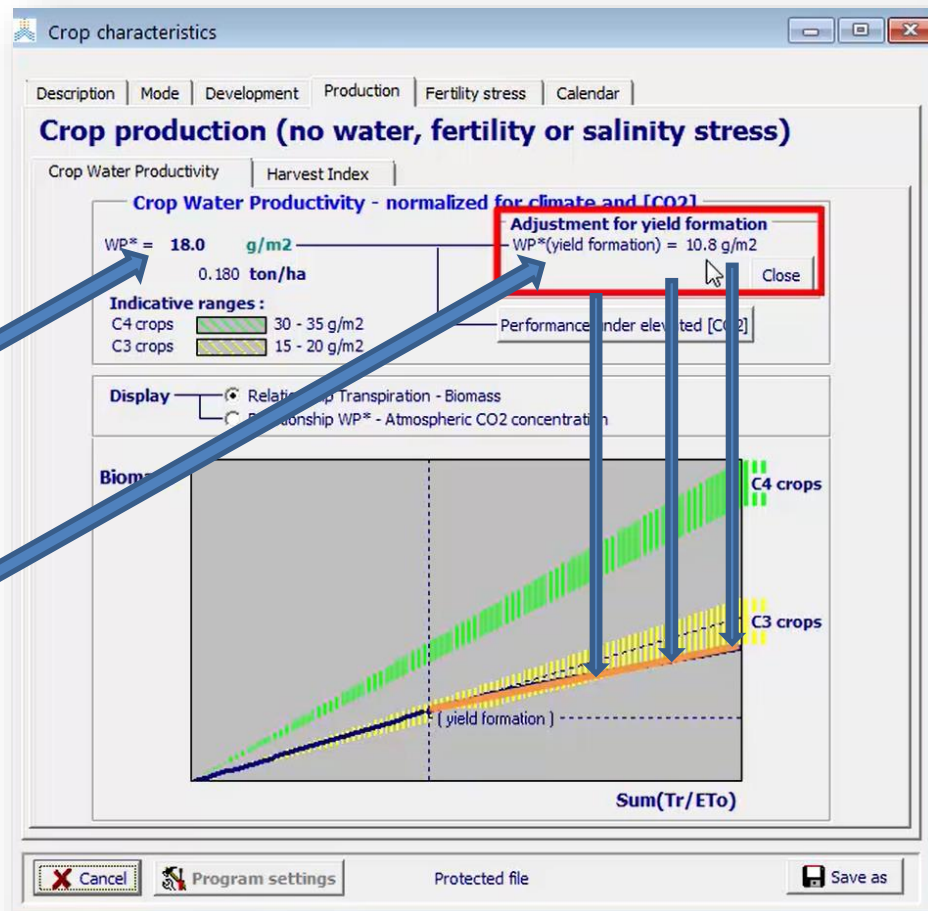 Crop characteristics
Description Mode Development Production Fertility stress Calendar
Crop production (no water, fertility or salinity stress)
Crop Water Productivity Harvest Index
Crop Water Productivity - normalized for climate and [CO2]
Adjustment for yield formation
WP* = 18.0 g/m2
WP*(yield formation) = 10.8 g/m2
0.180 ton/ha
Close
Indicative ranges :
C4 crops 30 - 35 g/m2
Performance under elevated [CO2]
C3 crops 15 - 20 g/m2
Display
Relationship Transpiration - Biomass
Relationship WP* - Atmospheric CO2 concentration
C4 crops
C3 crops
( yield formation )
Sum(Tr/ETo)
Cancel Program settings Protected file Save as